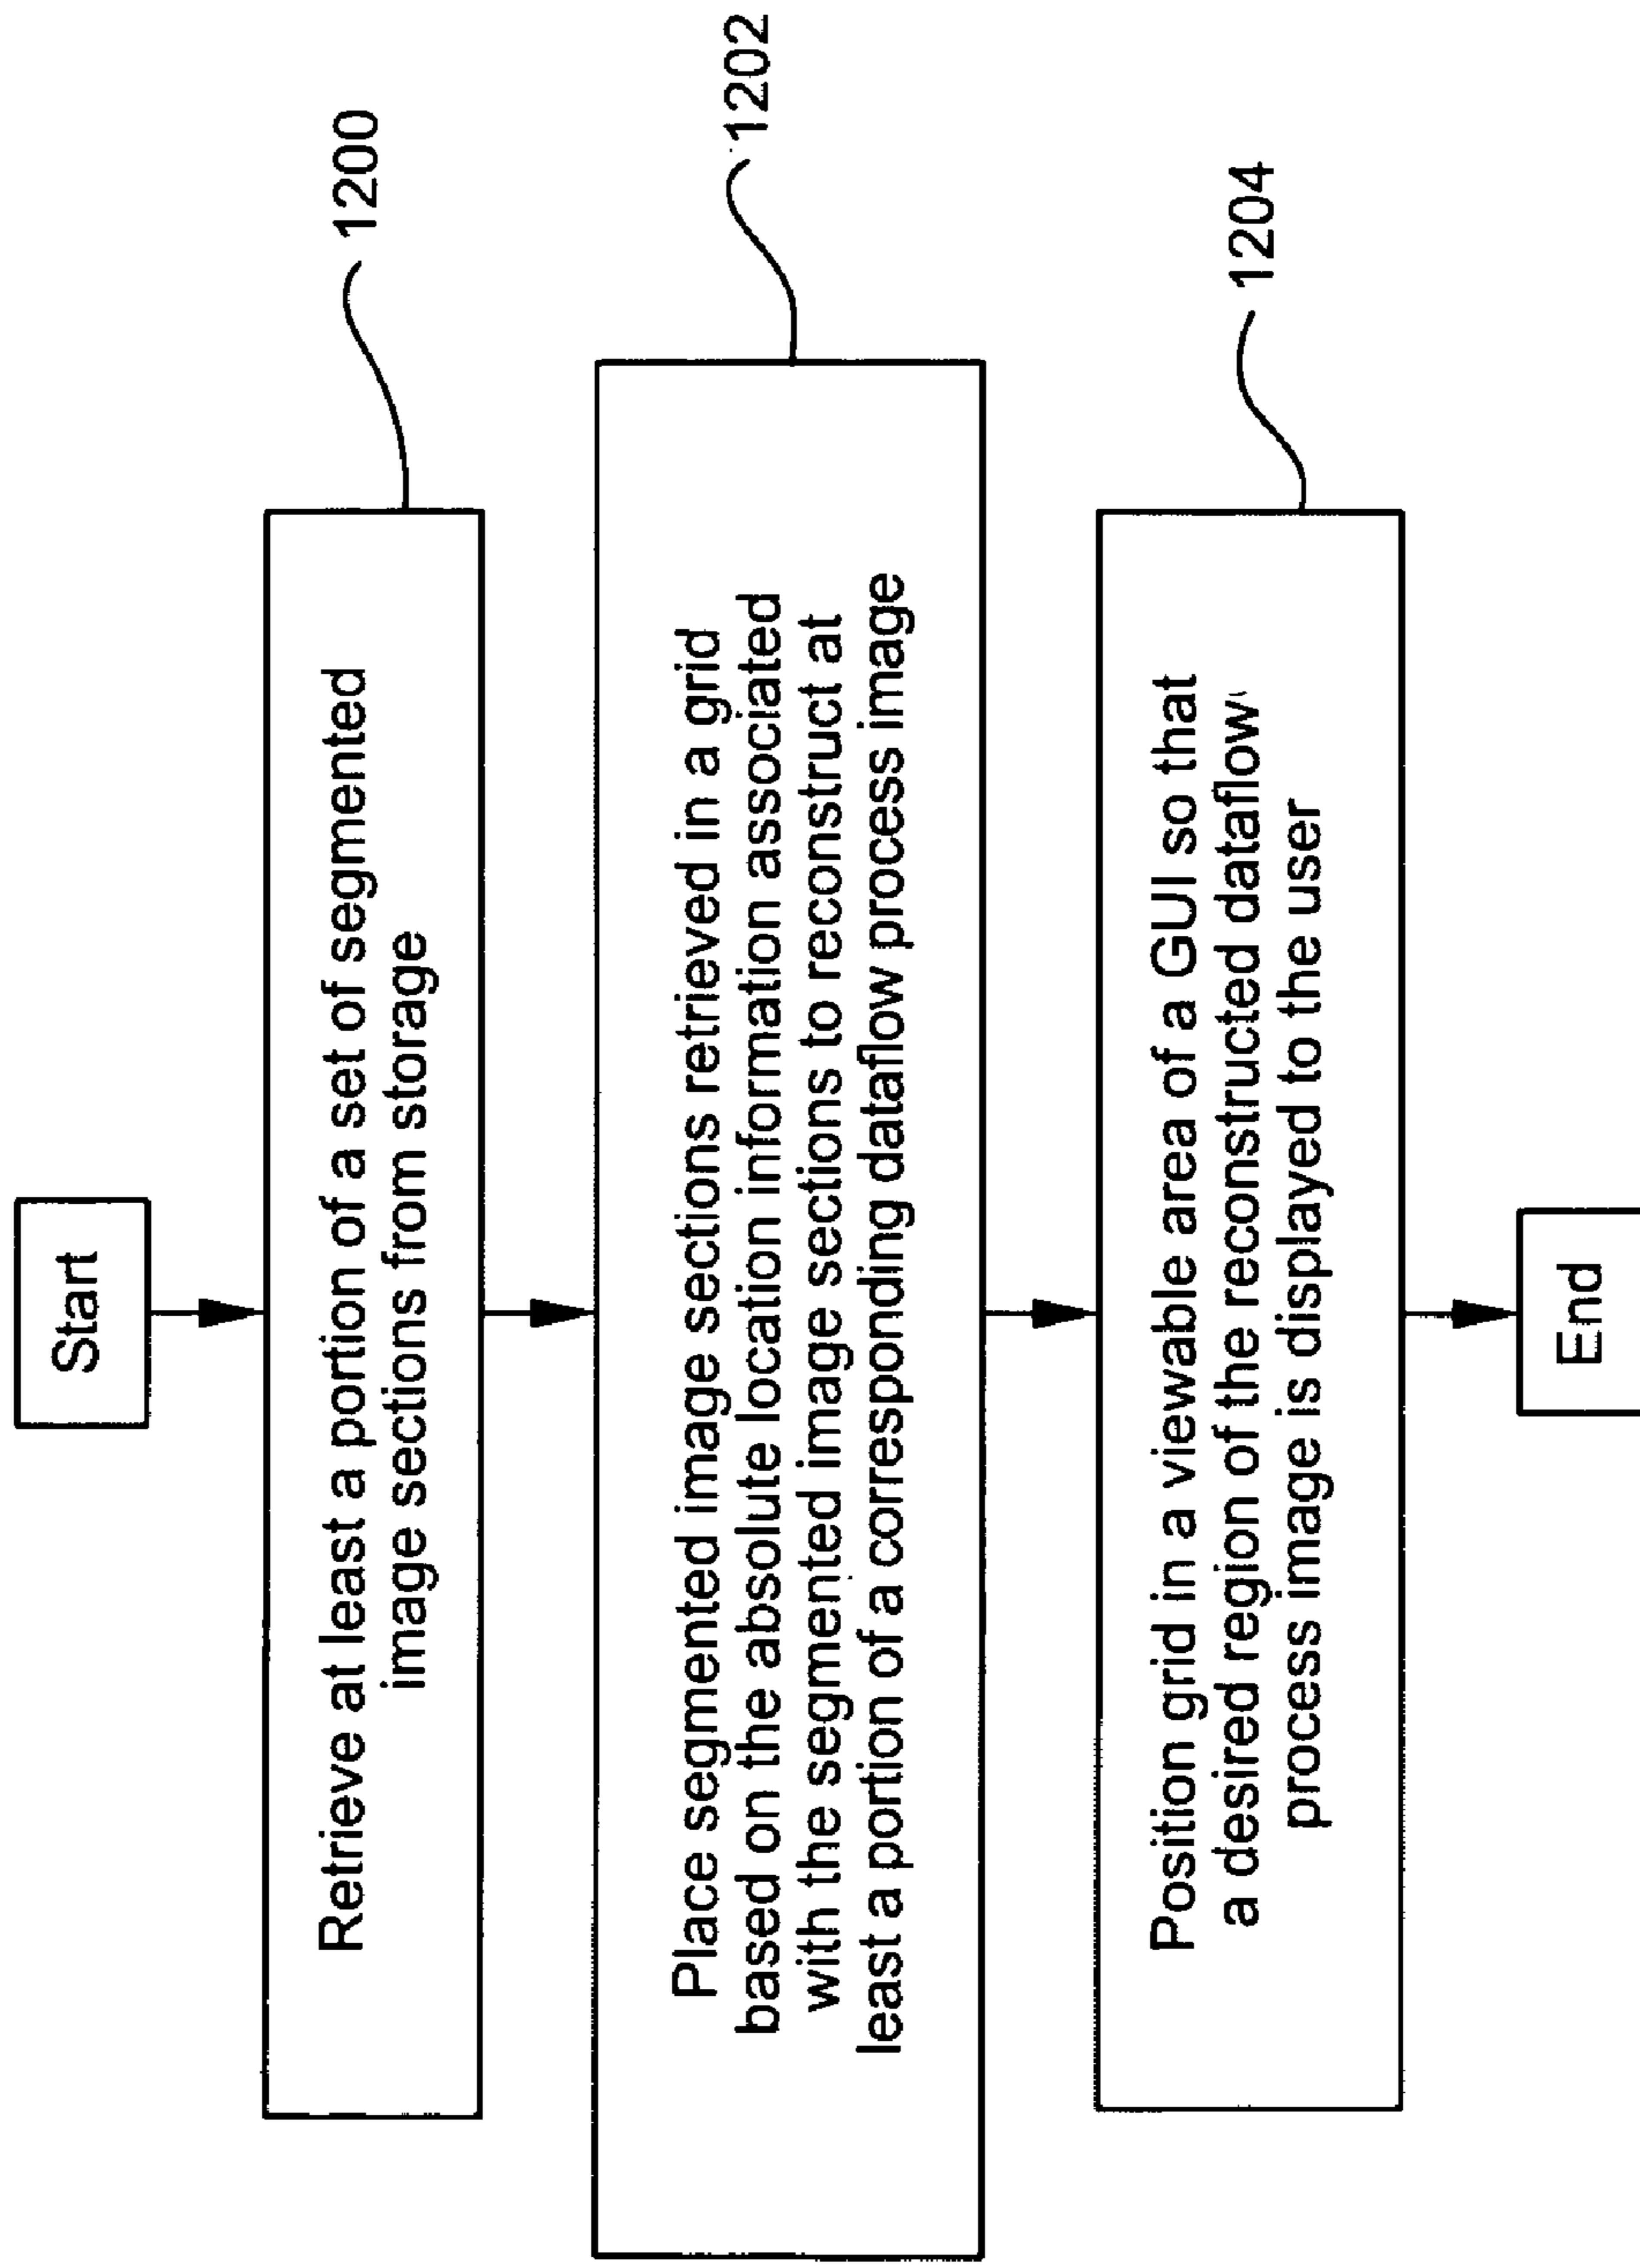 Start
Retrieve at least a portion of a set of segmented
image sections from storage
1200
Place segmented image sections retrieved in a grid
based on the absolute location information associated
with the segmented image sections to reconstruct at
least a portion of a corresponding dataflow process image
1202
Position grid in a viewable area of a GUI so that
a desired region of the reconstructed dataflow
process image is displayed to the user
1204
End